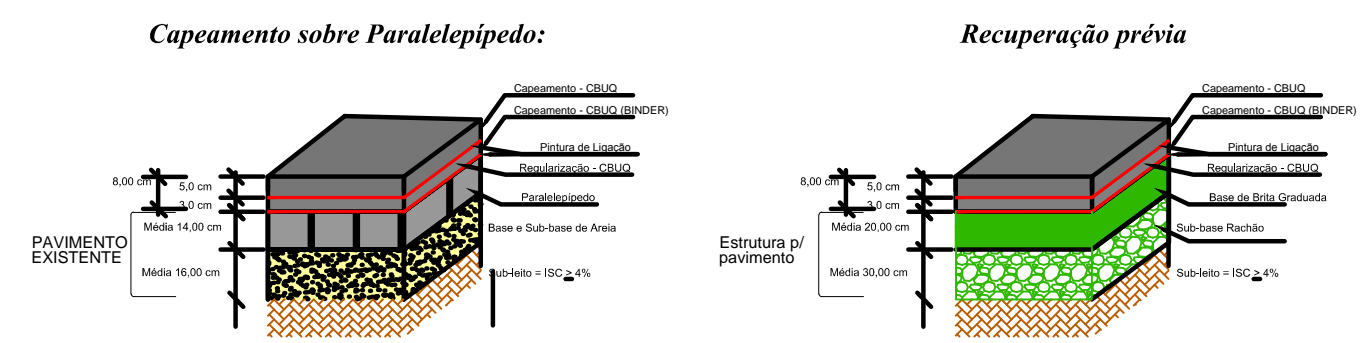 Capeamento sobre Paralelepípedo:
Capeamento - CBUQ
Capeamento - CBUQ (BINDER)
Pintura de Ligação
Regularização - CBUQ
Paralelepípedo
Base e Sub-base de Areia
Sub-leito = ISC > 4%
8,00 cm
5,0 cm
3,0 cm
Média 14,00 cm
PAVIMENTO
EXISTENTE
Média 16,00 cm
Recuperação prévia
Capeamento - CBUQ
Capeamento - CBUQ (BINDER)
Pintura de Ligação
Regularização - CBUQ
Base de Brita Graduada
Sub-base Rachão
Sub-leito = ISC > 4%
8,00 cm
5,0 cm
3,0 cm
Média 20,00 cm
Estrutura p/
pavimento
Média 30,00 cm